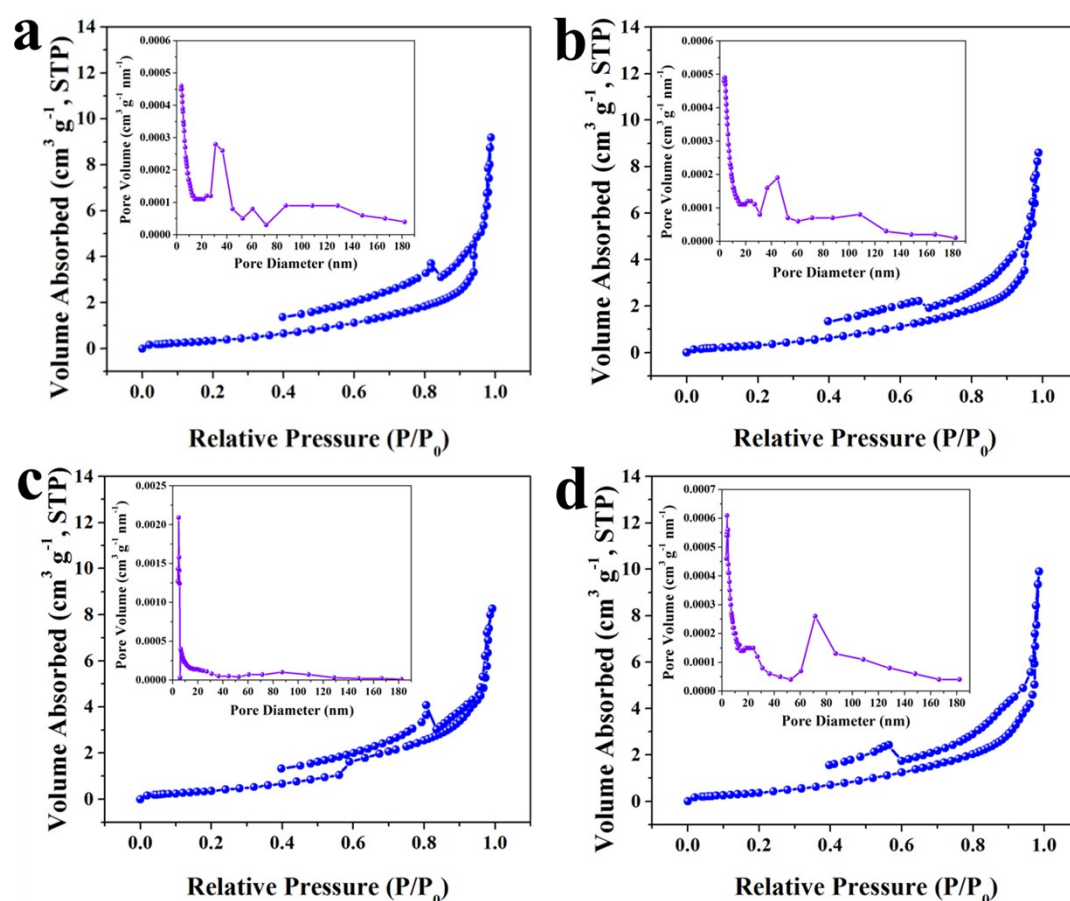 a
Volume Absorbed (cm³ g⁻¹, STP)
14
12
10
8
6
4
2
0
0.0 0.2 0.4 0.6 0.8 1.0
Relative Pressure (P/P₀)
Pore Volume (cm³ g⁻¹ nm⁻¹)
0.0006
0.0005
0.0004
0.0003
0.0002
0.0001
0.0000
0 20 40 60 80 100 120 140 160 180
Pore Diameter (nm)
b
Volume Absorbed (cm³ g⁻¹, STP)
14
12
10
8
6
4
2
0
0.0 0.2 0.4 0.6 0.8 1.0
Relative Pressure (P/P₀)
Pore Volume (cm³ g⁻¹ nm⁻¹)
0.0006
0.0005
0.0004
0.0003
0.0002
0.0001
0.0000
0 20 40 60 80 100 120 140 160 180
Pore Diameter (nm)
c
Volume Absorbed (cm³ g⁻¹, STP)
14
12
10
8
6
4
2
0
0.0 0.2 0.4 0.6 0.8 1.0
Relative Pressure (P/P₀)
Pore Volume (cm³ g⁻¹ nm⁻¹)
0.0025
0.0020
0.0015
0.0010
0.0005
0.0000
0 20 40 60 80 100 120 140 160 180
Pore Diameter (nm)
d
Volume Absorbed (cm³ g⁻¹, STP)
14
12
10
8
6
4
2
0
0.0 0.2 0.4 0.6 0.8 1.0
Relative Pressure (P/P₀)
Pore Volume (cm³ g⁻¹ nm⁻¹)
0.0007
0.0006
0.0005
0.0004
0.0003
0.0002
0.0001
0.0000
0 20 40 60 80 100 120 140 160 180
Pore Diameter (nm)